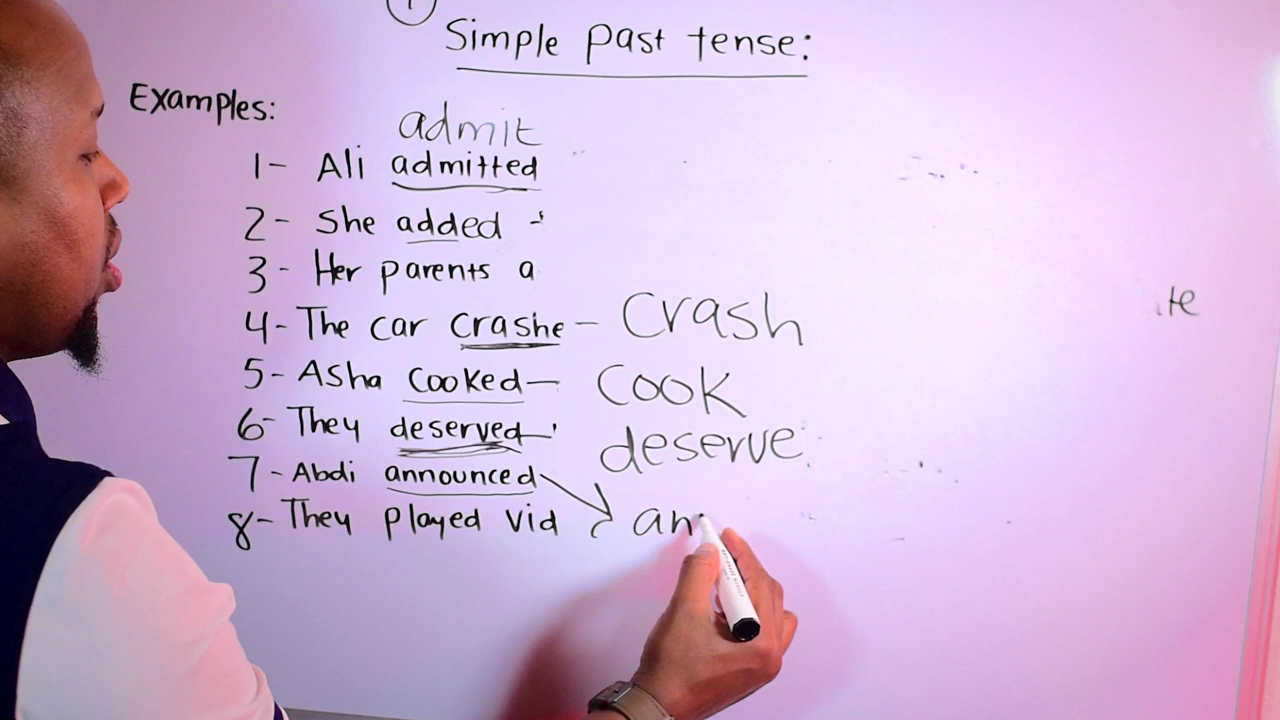 1
Simple past tense:
Examples:
admit
1- Ali admitted
2- She added
3- Her parents a
4- The car crashe - Crash
5- Asha cooked - cook
6- They deserved deserve
7- Abdi announced
8- They played vid an
te